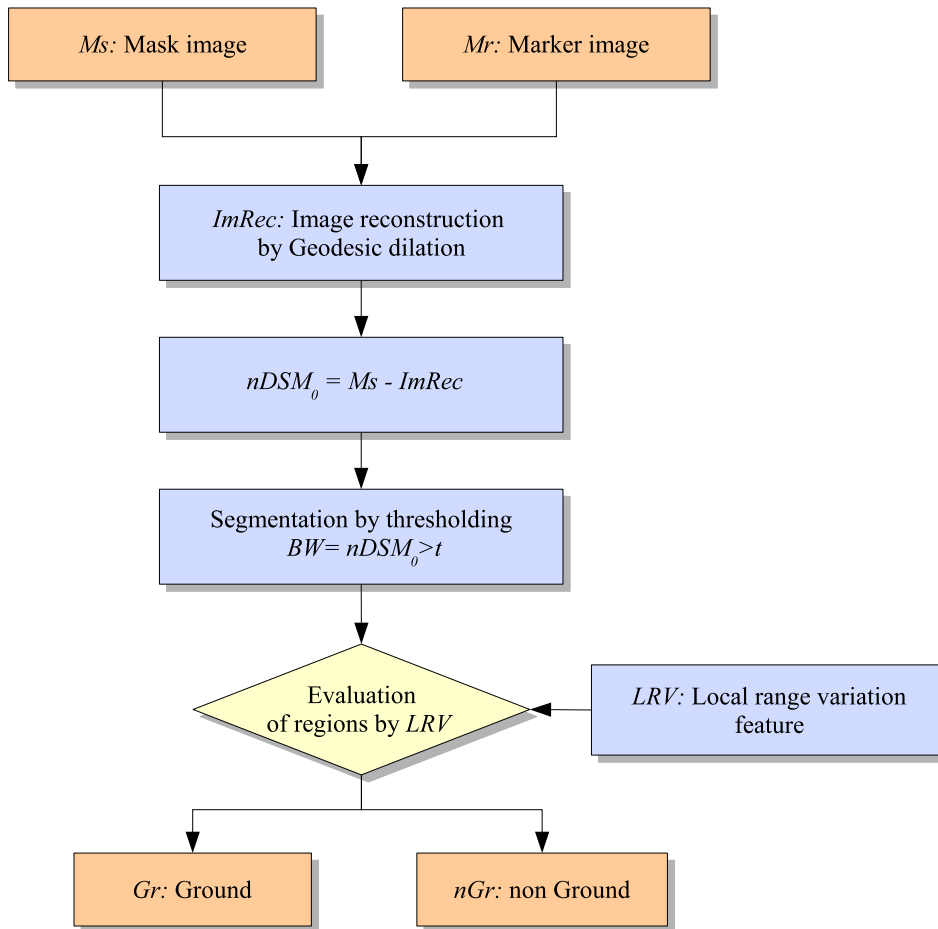 Ms: Mask image
Mr: Marker image
ImRec: Image reconstruction
by Geodesic dilation
nDSM₀ = Ms - ImRec
Segmentation by thresholding
BW= nDSM₀>t
Evaluation
of regions by LRV
LRV: Local range variation
feature
Gr: Ground
nGr: non Ground